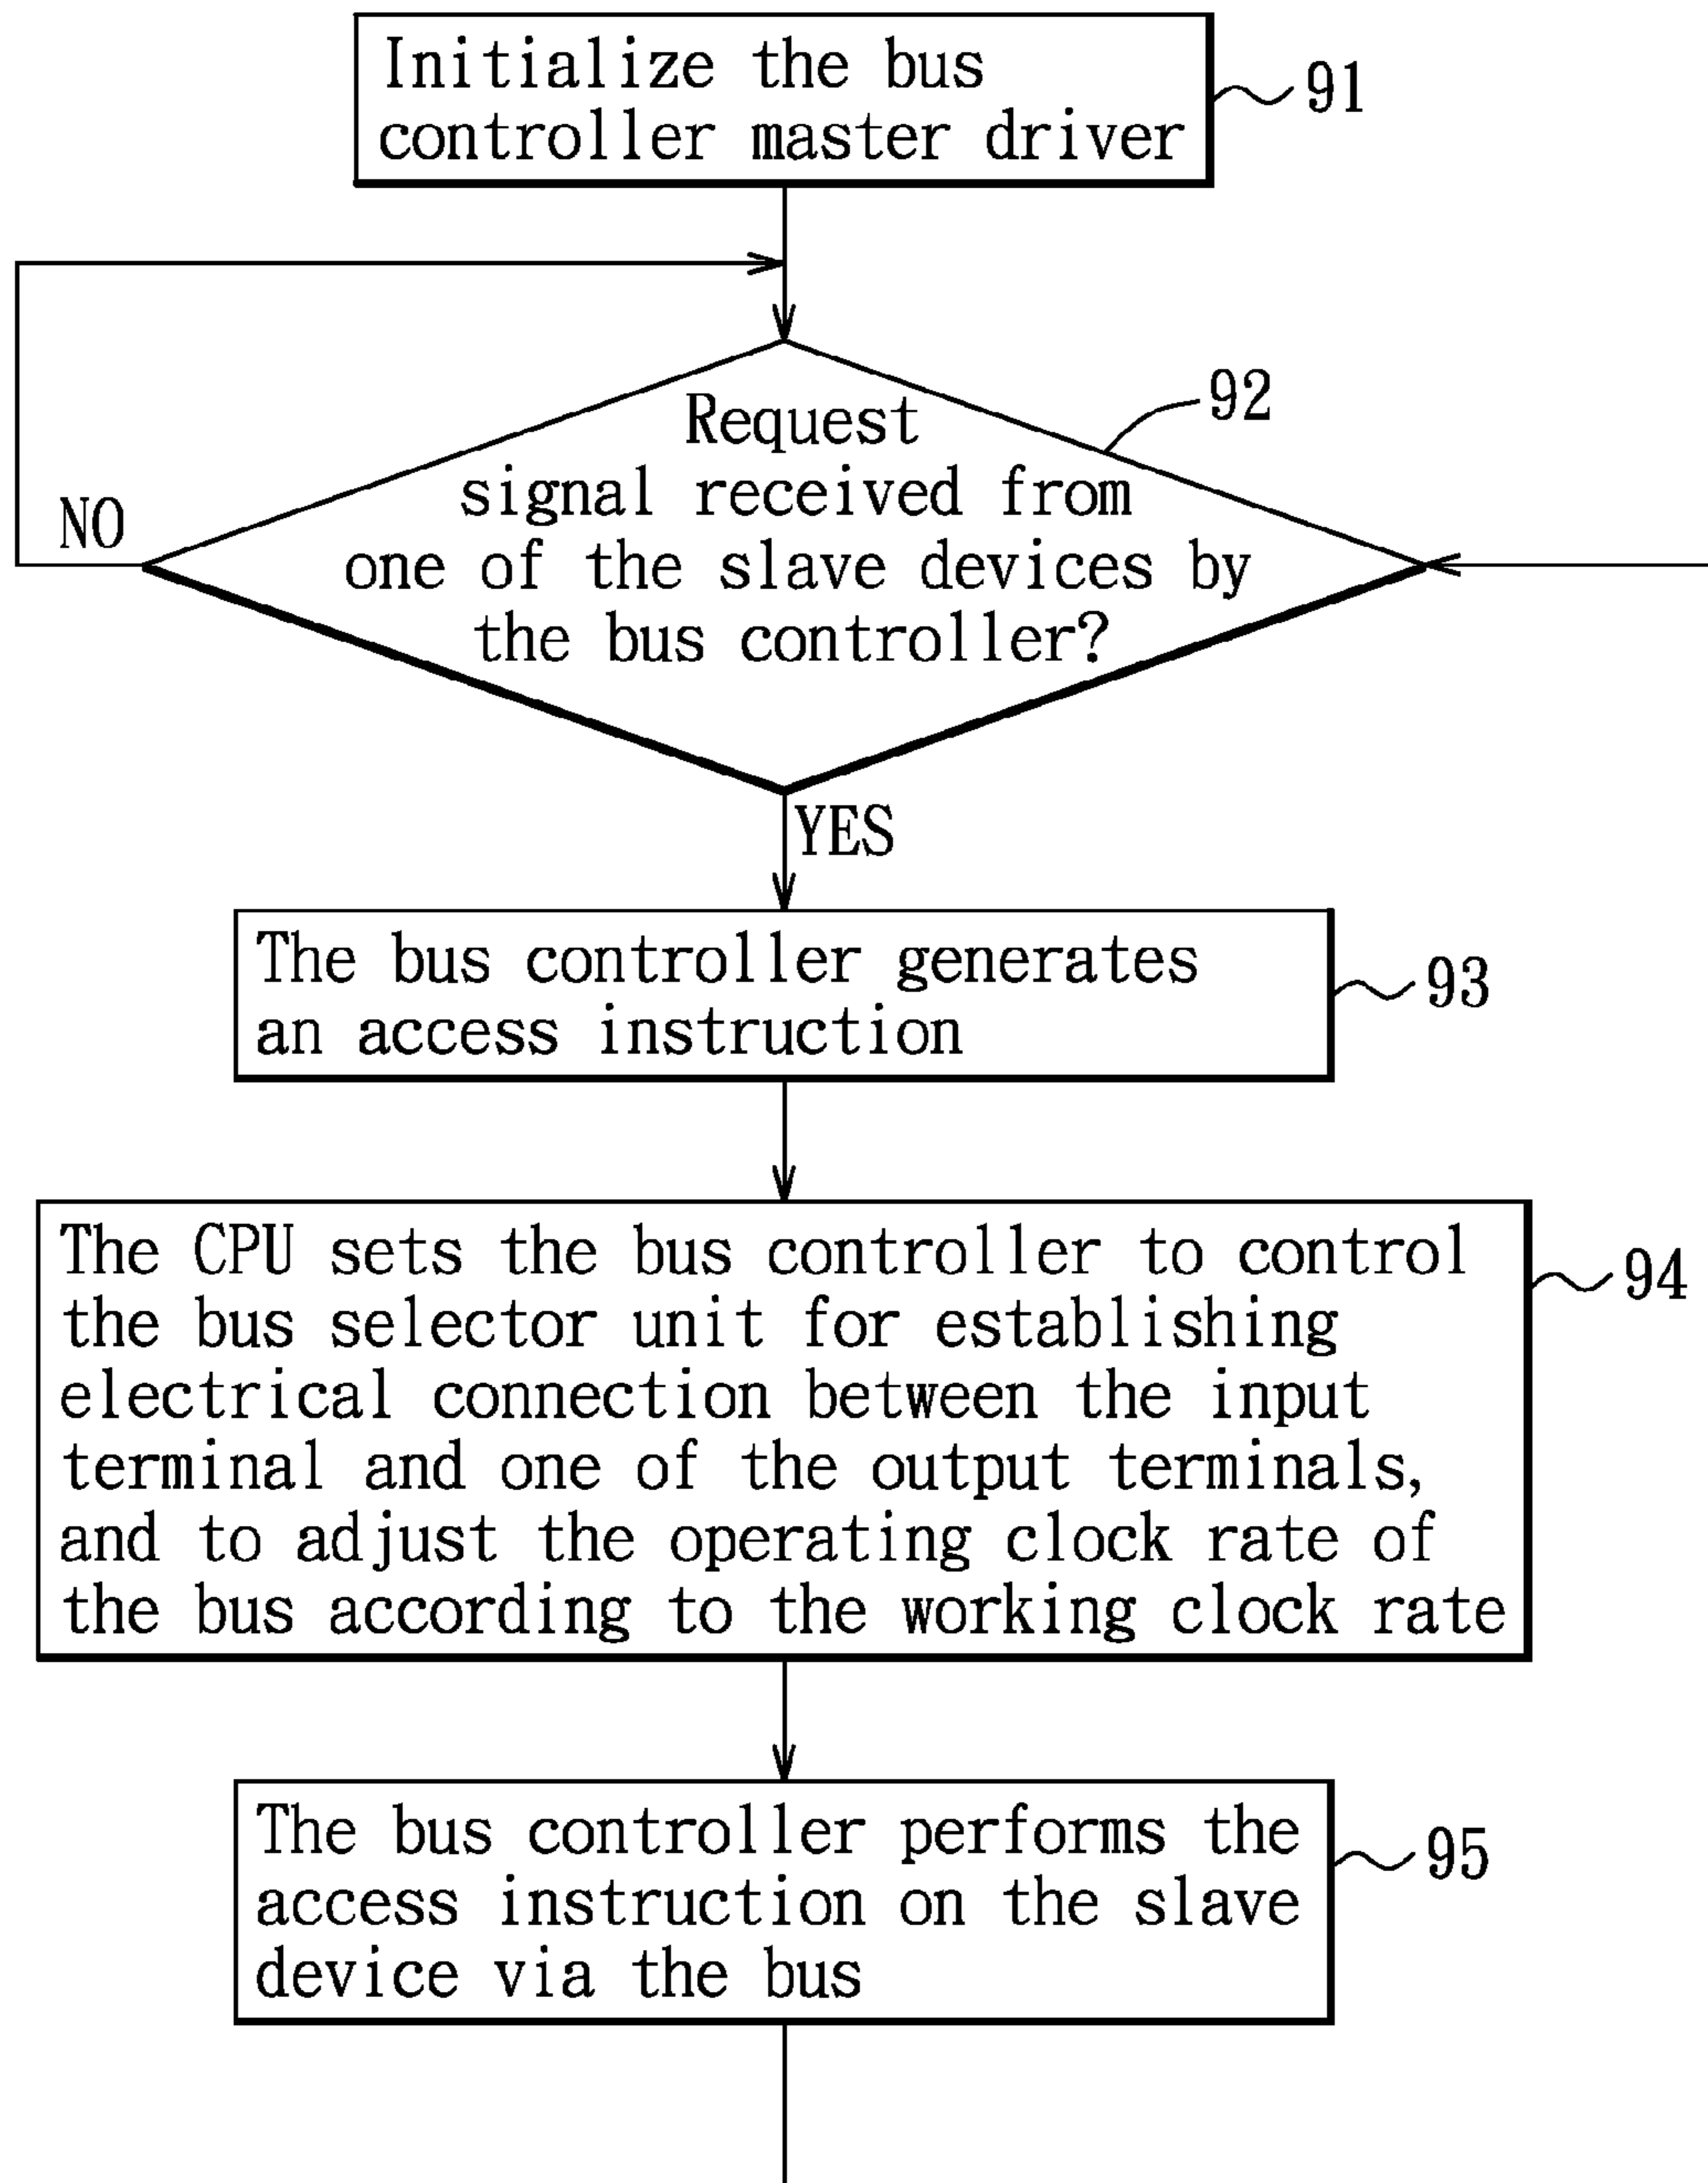 Initialize the bus
controller master driver
91
92
Request
signal received from
one of the slave devices by
the bus controller?
NO
YES
The bus controller generates
an access instruction
93
The CPU sets the bus controller to control
the bus selector unit for establishing
electrical connection between the input
terminal and one of the output terminals,
and to adjust the operating clock rate of
the bus according to the working clock rate
94
The bus controller performs the
access instruction on the slave
device via the bus
95